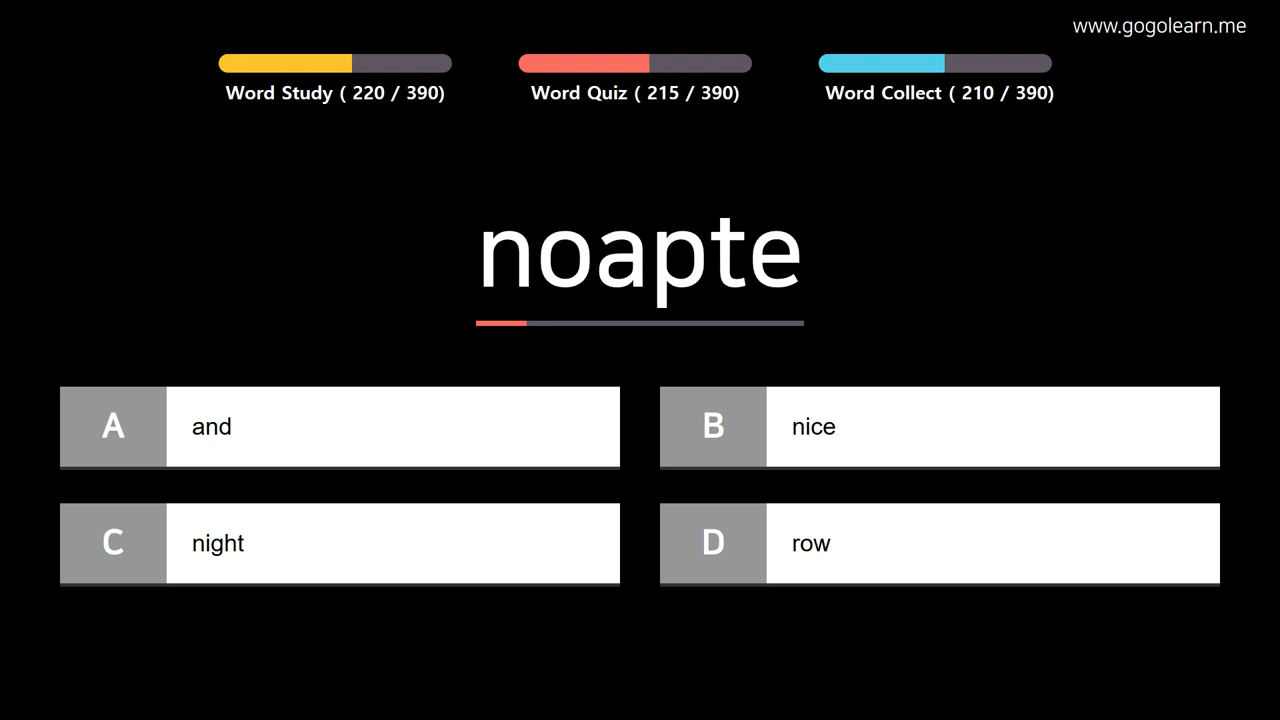 www.gogolearn.me
Word Study ( 220 / 390)
Word Quiz ( 215 / 390)
Word Collect ( 210 / 390)
noapte
A and
B nice
C night
D row